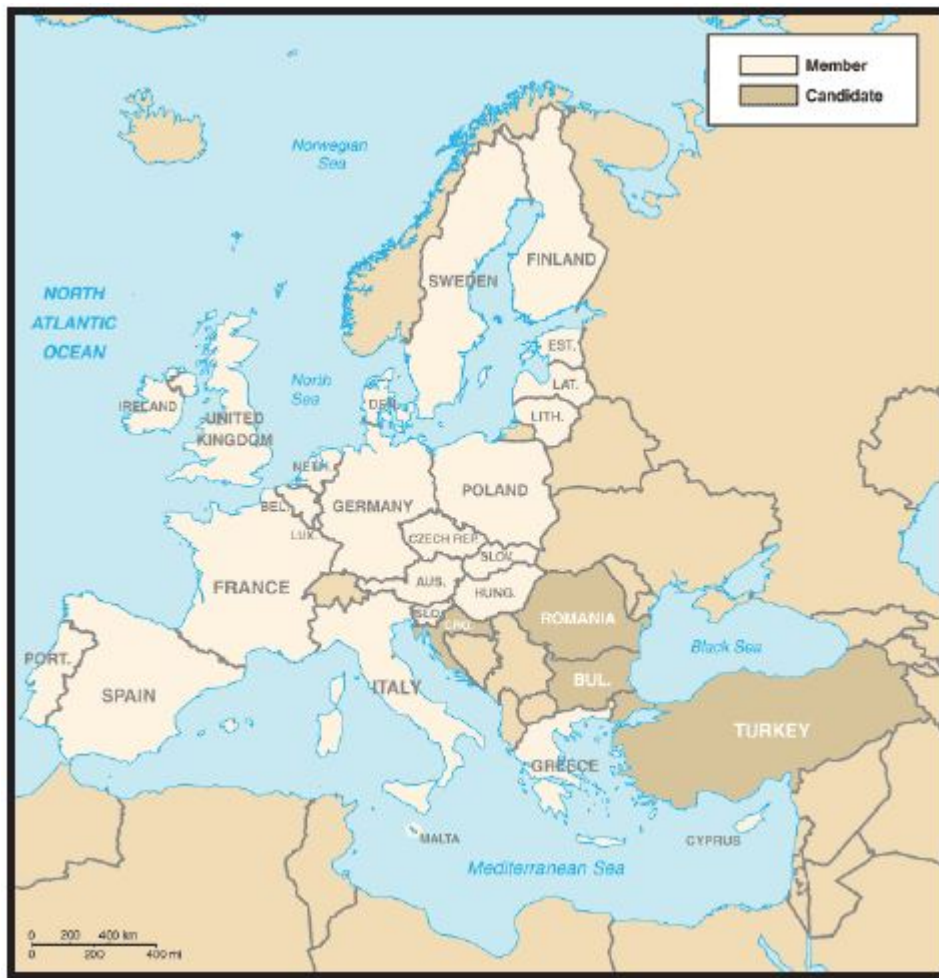 Member
Candidate
Norwegian
Sea
FINLAND
SWEDEN
NORTH
ATLANTIC
OCEAN
EST.
LAT.
LITH.
North
Sea
DEN.
IRELAND
UNITED
KINGDOM
NETH.
POLAND
BEL.
GERMANY
LUX.
CZECH REP.
SLOV.
FRANCE
AUS.
HUNG.
SLO.
CRO.
ROMANIA
Black Sea
PORT.
SPAIN
ITALY
BUL.
TURKEY
GREECE
MALTA
CYPRUS
Mediterranean Sea
0 200 400 km
0 200 400 mi